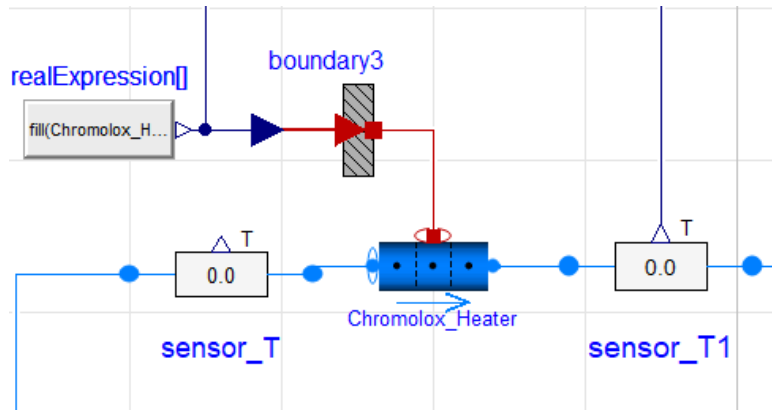 boundary3
realExpression[]
fill(Chromolox_H...
T
T
0.0
0.0
Chromolox_Heater
sensor_T
sensor_T1